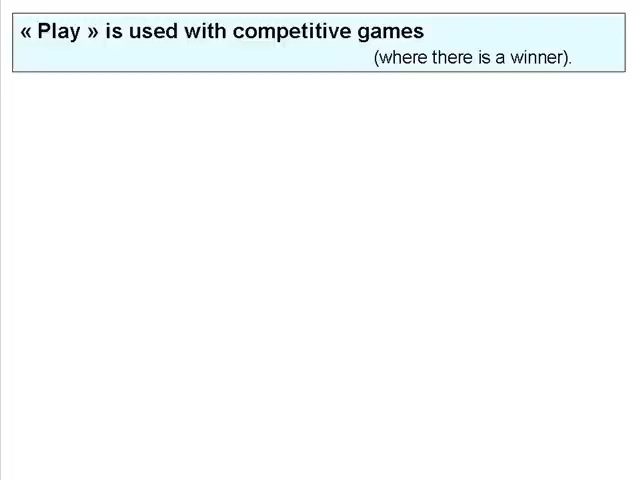 « Play » is used with competitive games
(where there is a winner).